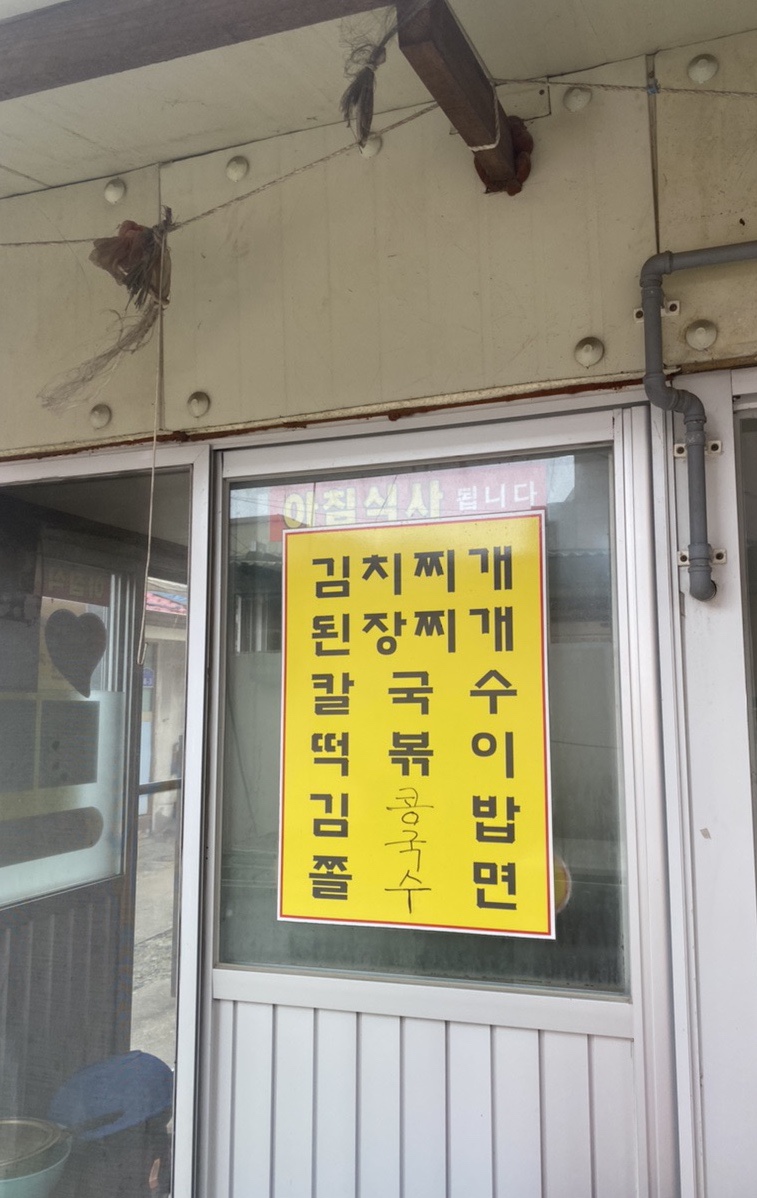 아침식사 됩니다
김치찌개
된장찌개
칼국수
떡볶이
김밥
쫄면
콩국수